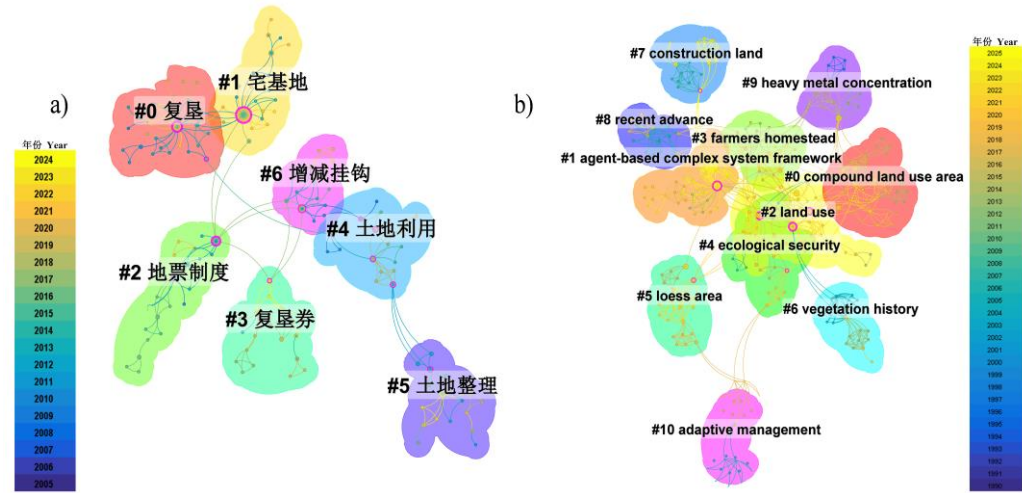 a)
#1 宅基地
#0 复垦
#6 增减挂钩
#4 土地利用
#2 地票制度
#3 复垦券
#5 土地整理
年份 Year
2024
2023
2022
2021
2020
2019
2018
2017
2016
2015
2014
2013
2012
2011
2010
2009
2008
2007
2006
2005
b)
#7 construction land
#9 heavy metal concentration
#8 recent advance
#3 farmers homestead
#1 agent-based complex system framework
#0 compound land use area
#2 land use
#4 ecological security
#5 loess area
#6 vegetation history
#10 adaptive management
年份 Year
2025
2024
2022
2021
2020
2019
2018
2017
2016
2015
2014
2013
2012
2011
2010
2009
2008
2007
2006
2005
2004
2003
2002
2001
2000
1999
1998
1997
1996
1995
1994
1993
1992
1991
1990